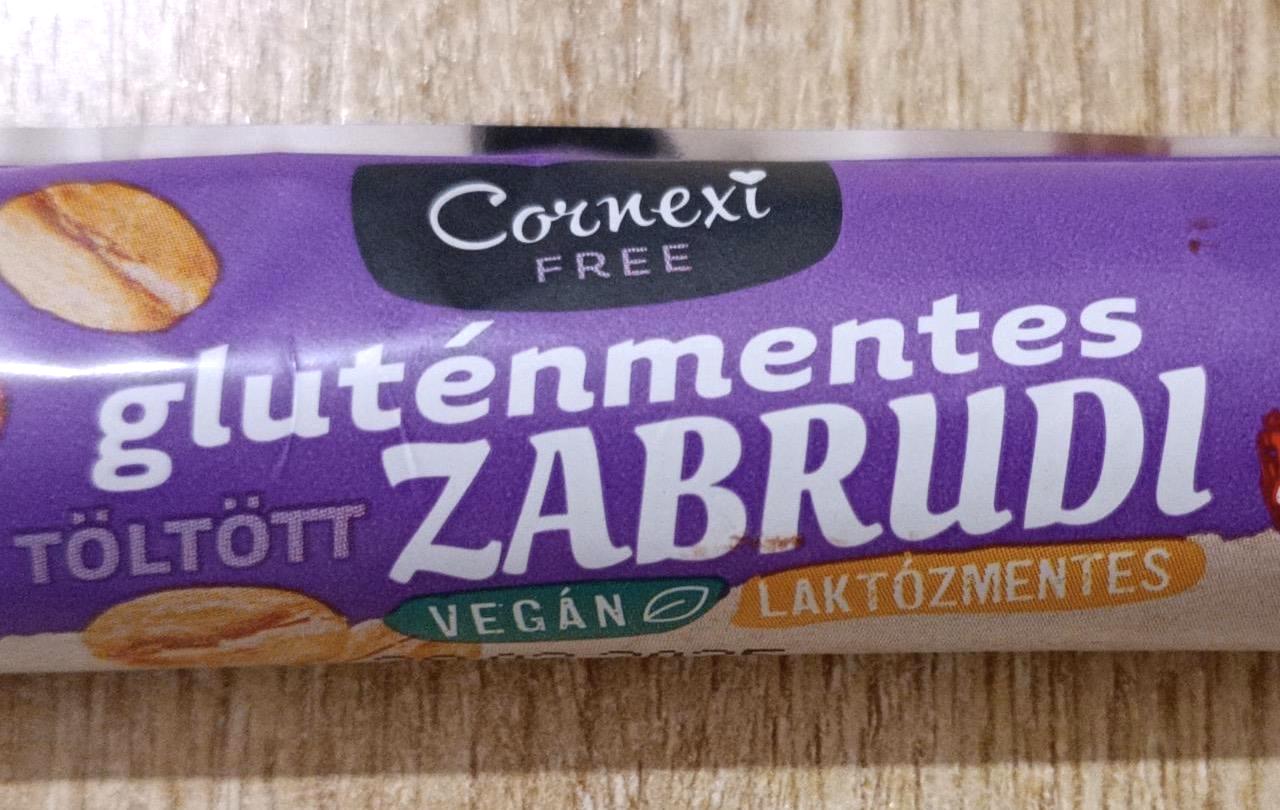 Cornexi
FREE
gluténmentes
TÖLTÖTT ZABRUDI
VEGÁN LAKTÓZMENTES